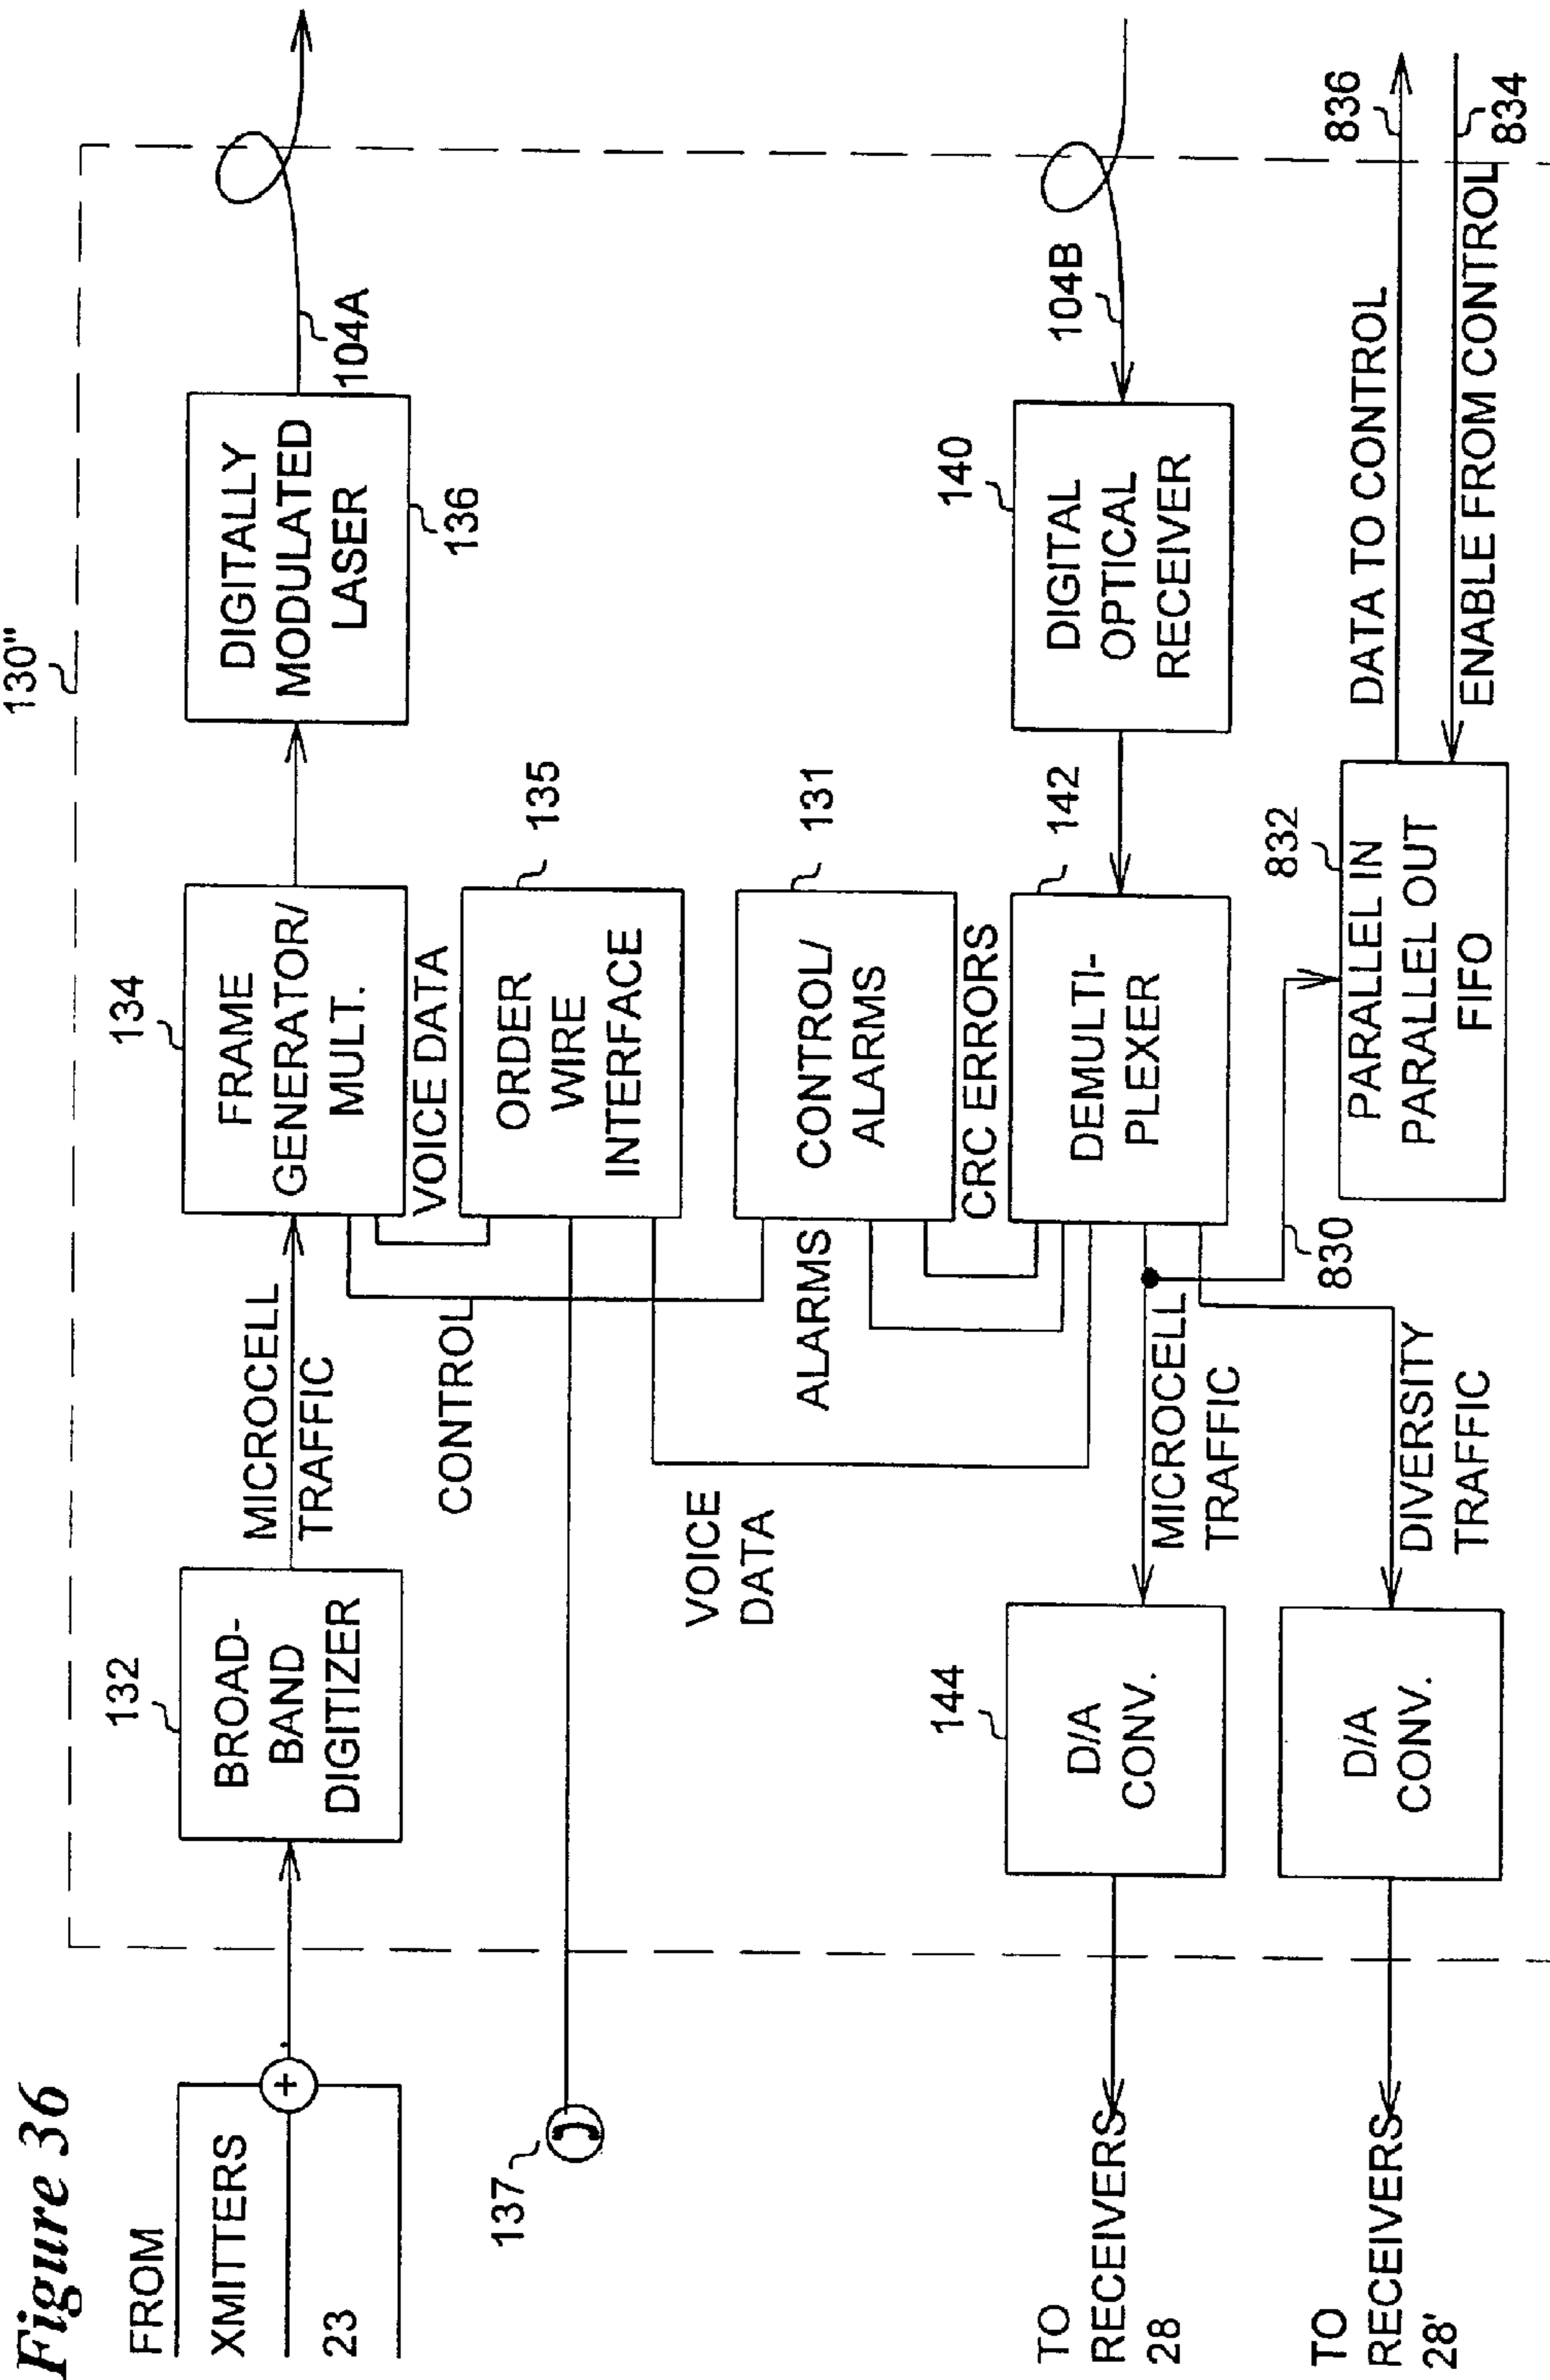 Figure 36
130"
FROM
XMITTERS
23
132
BROAD-
BAND
DIGITIZER
MICROCELL
TRAFFIC
134
FRAME
GENERATOR/
MULT.
DIGITALLY
MODULATED
LASER
136
104A
VOICE DATA
CONTROL
135
ORDER
WIRE
INTERFACE
137
VOICE
DATA
131
CONTROL/
ALARMS
ALARMS
CRC ERRORS
142
DEMULTI-
PLEXER
140
DIGITAL
OPTICAL
RECEIVER
104B
MICROCELL
TRAFFIC
144
D/A
CONV.
TO
RECEIVERS
28
DIVERSITY
TRAFFIC
D/A
CONV.
TO
RECEIVERS
28'
830
832
PARALLEL IN
PARALLEL OUT
FIFO
DATA TO CONTROL
836
ENABLE FROM CONTROL
834